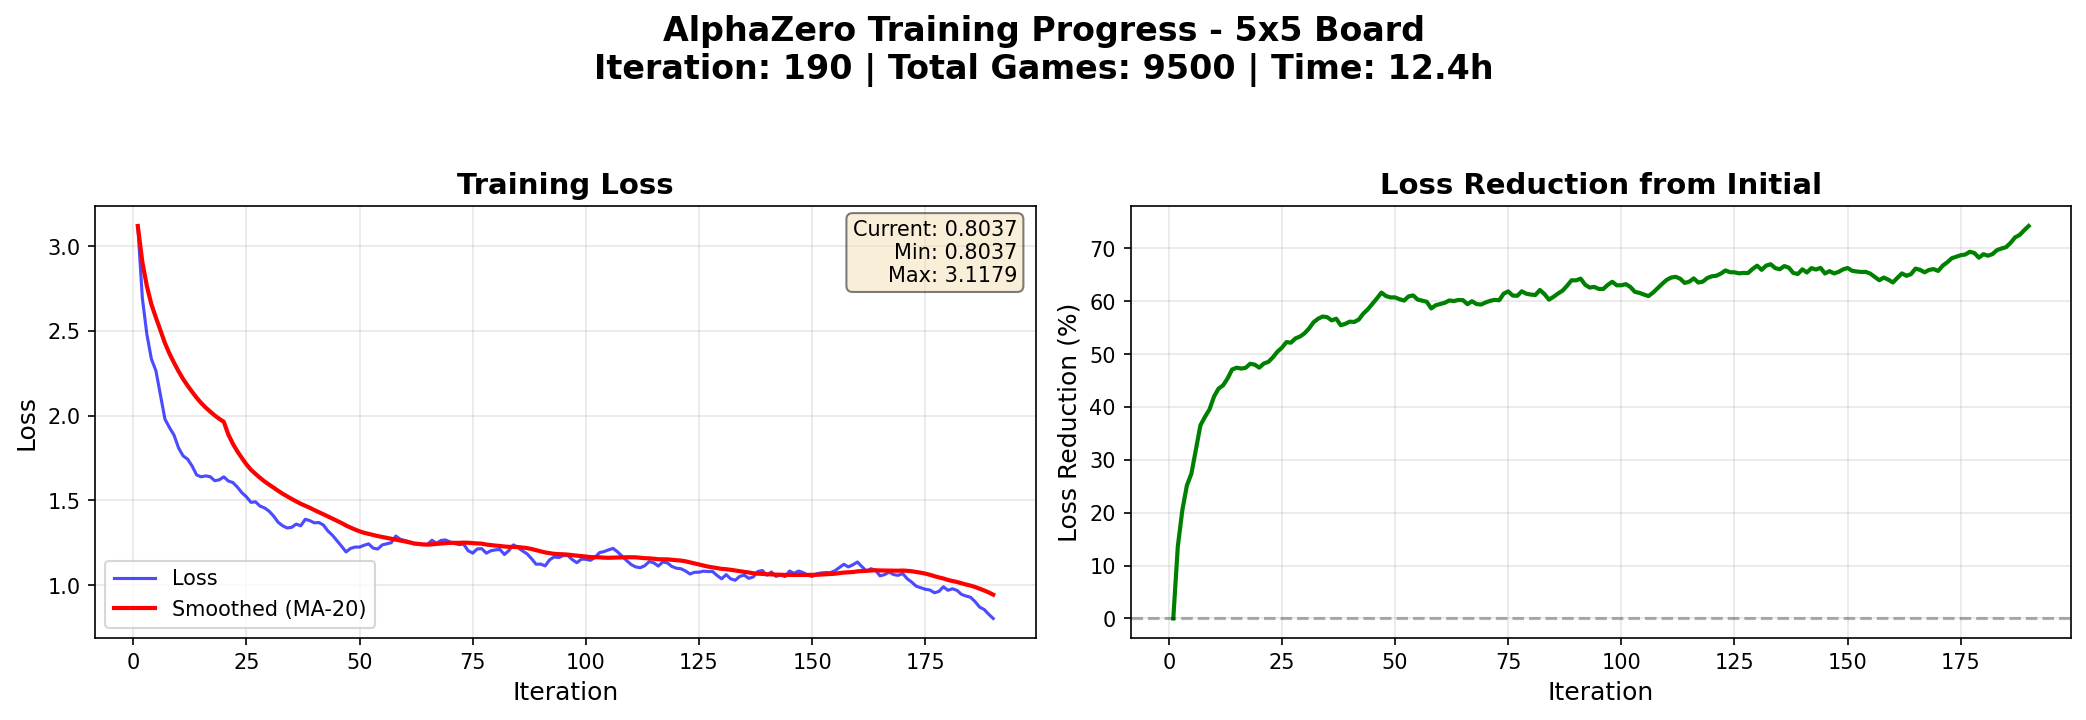 AlphaZero Training Progress - 5x5 Board
Iteration: 190 | Total Games: 9500 | Time: 12.4h
Training Loss
Loss
3.0
2.5
2.0
1.5
1.0
Current: 0.8037
Min: 0.8037
Max: 3.1179
Loss
Smoothed (MA-20)
0 25 50 75 100 125 150 175
Iteration
Loss Reduction from Initial
Loss Reduction (%)
70
60
50
40
30
20
10
0
0 25 50 75 100 125 150 175
Iteration